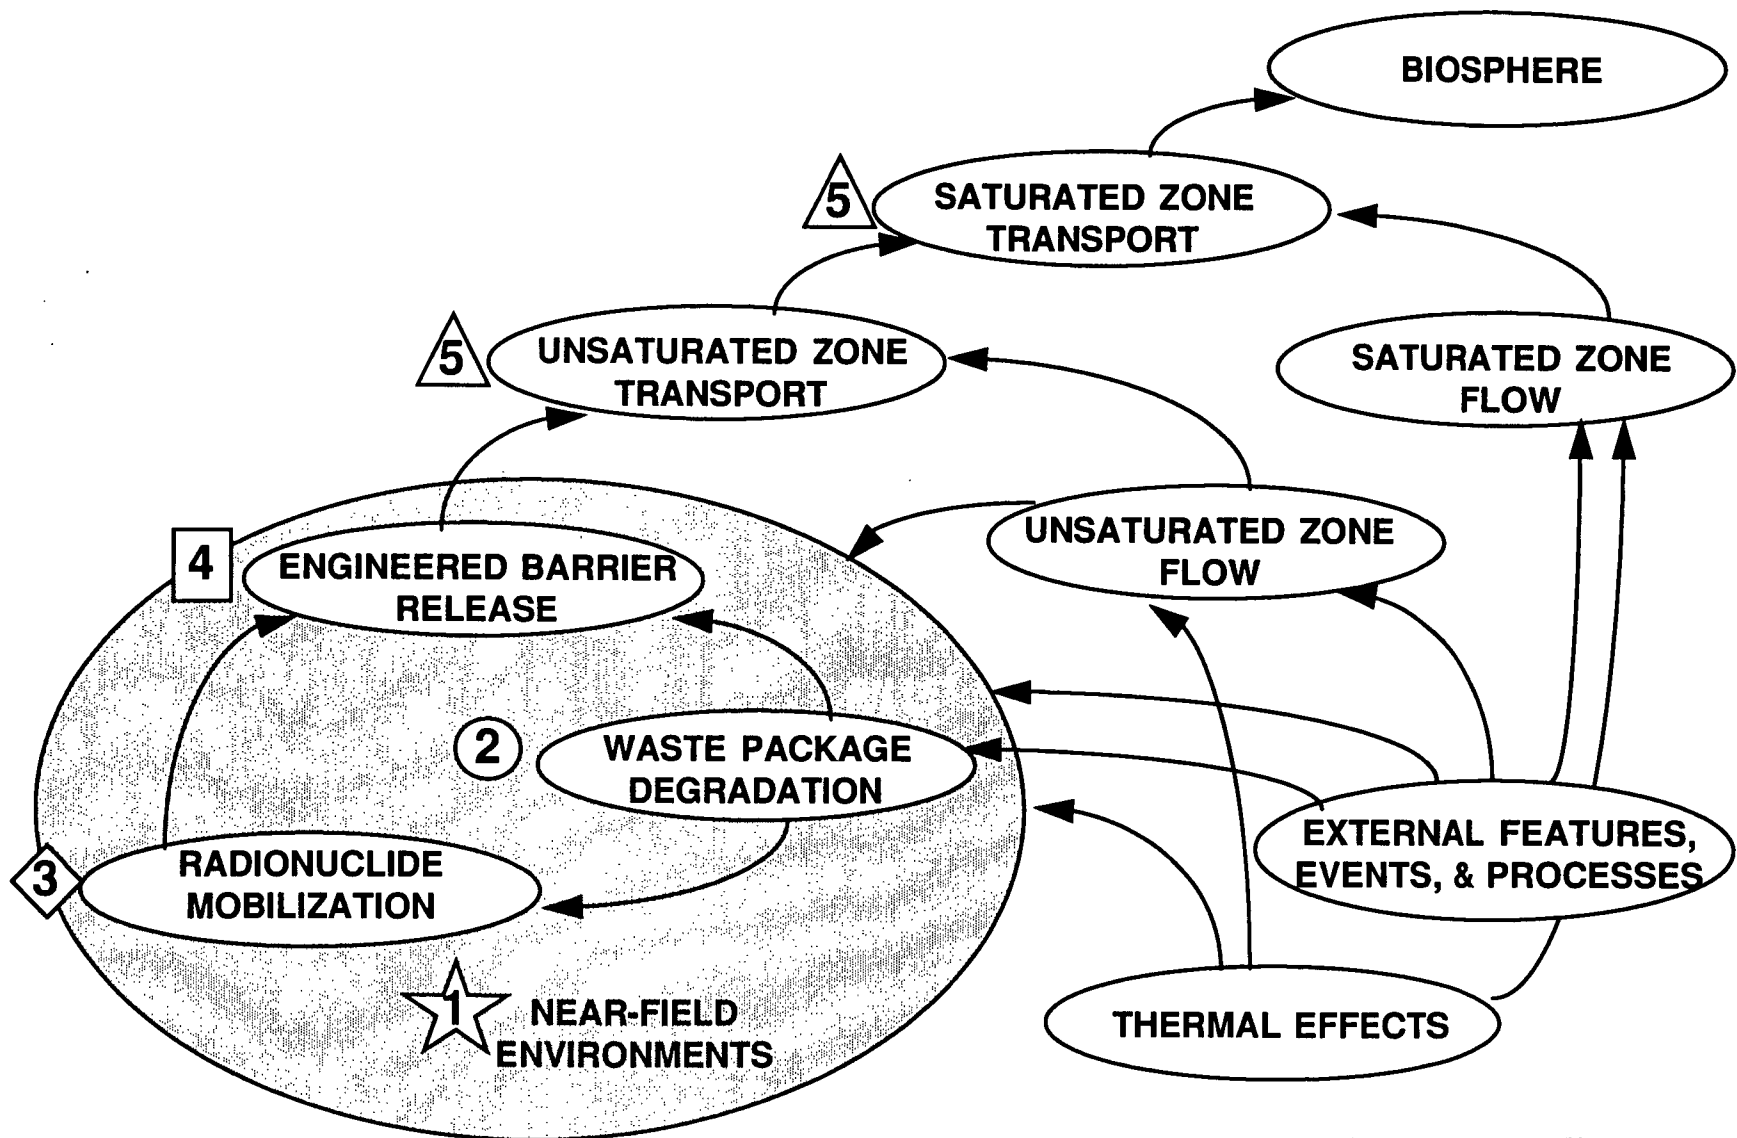 BIOSPHERE
5
SATURATED ZONE
TRANSPORT
5
UNSATURATED ZONE
TRANSPORT
SATURATED ZONE
FLOW
4
ENGINEERED BARRIER
RELEASE
UNSATURATED ZONE
FLOW
2
WASTE PACKAGE
DEGRADATION
3
RADIONUCLIDE
MOBILIZATION
EXTERNAL FEATURES,
EVENTS, & PROCESSES
1
NEAR-FIELD
ENVIRONMENTS
THERMAL EFFECTS